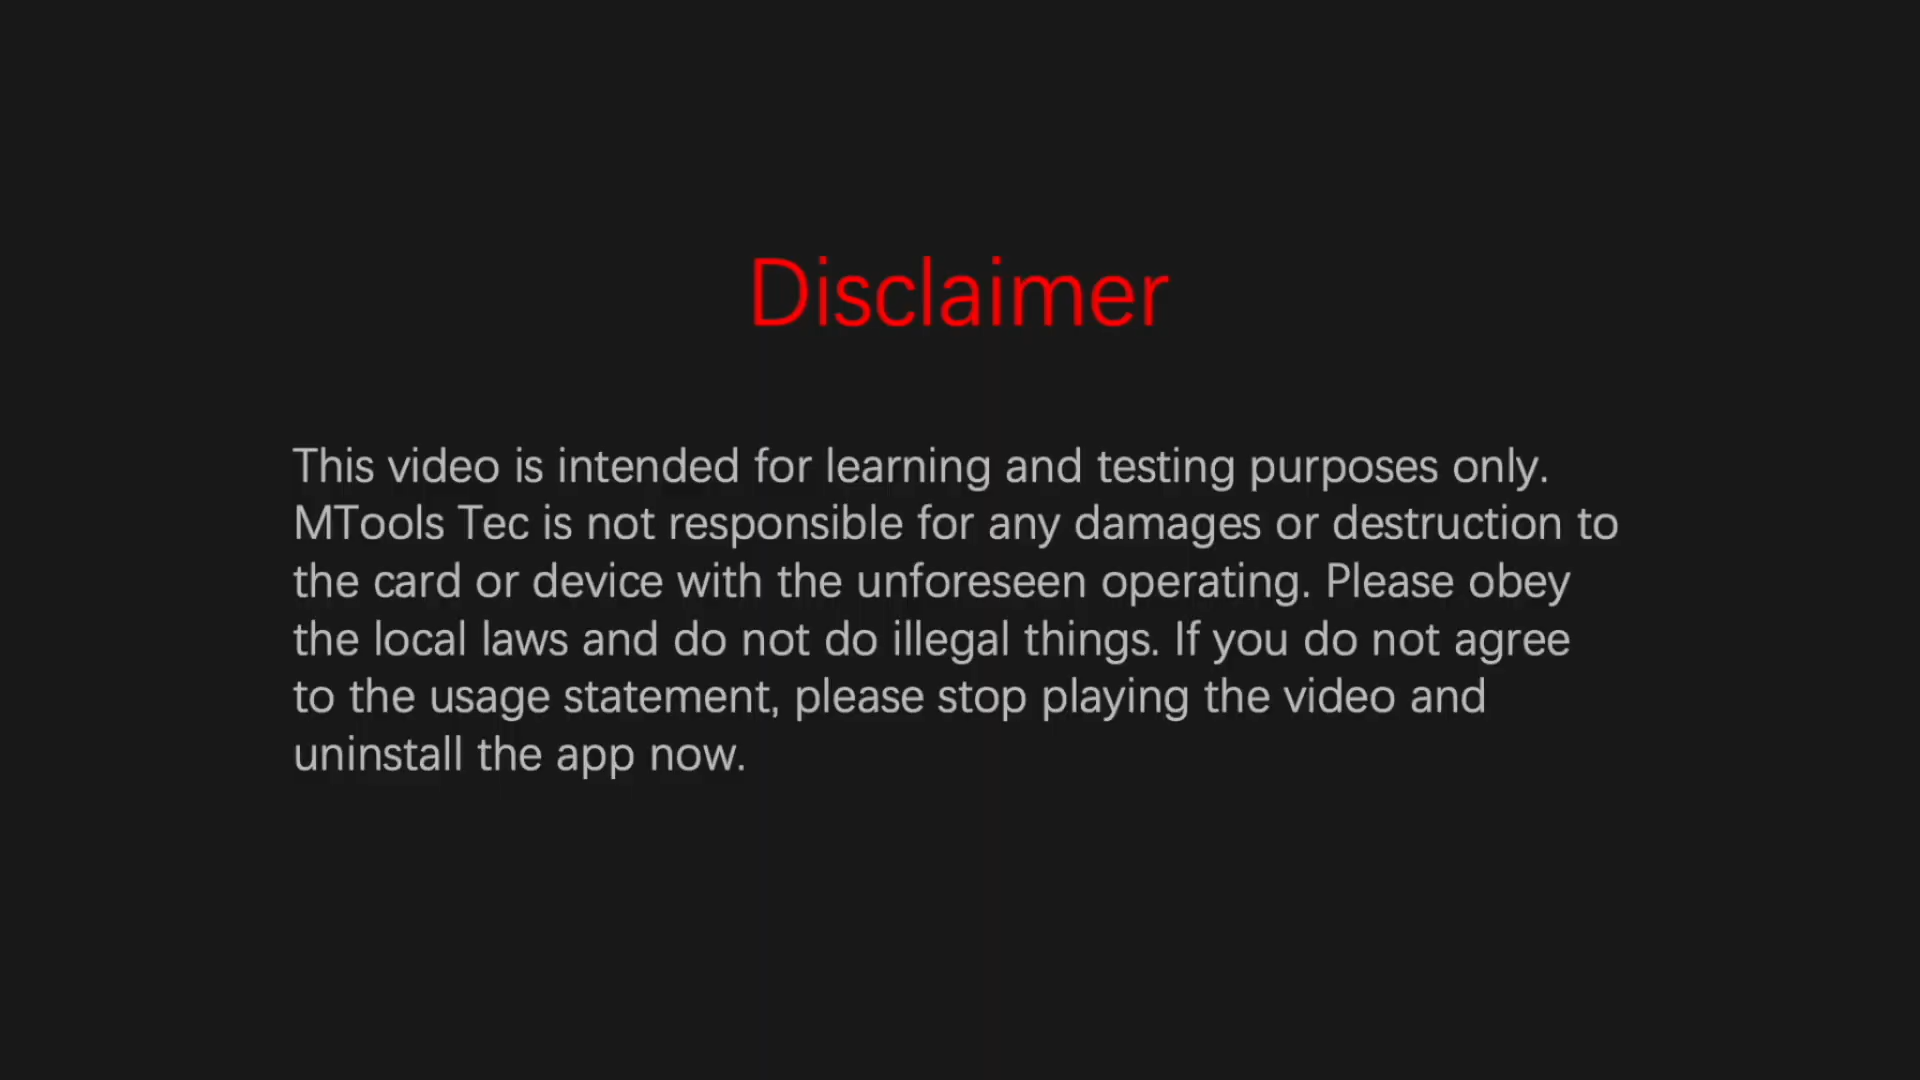 Disclaimer
This video is intended for learning and testing purposes only.
MTools Tec is not responsible for any damages or destruction to
the card or device with the unforeseen operating. Please obey
the local laws and do not do illegal things. If you do not agree
to the usage statement, please stop playing the video and
uninstall the app now.